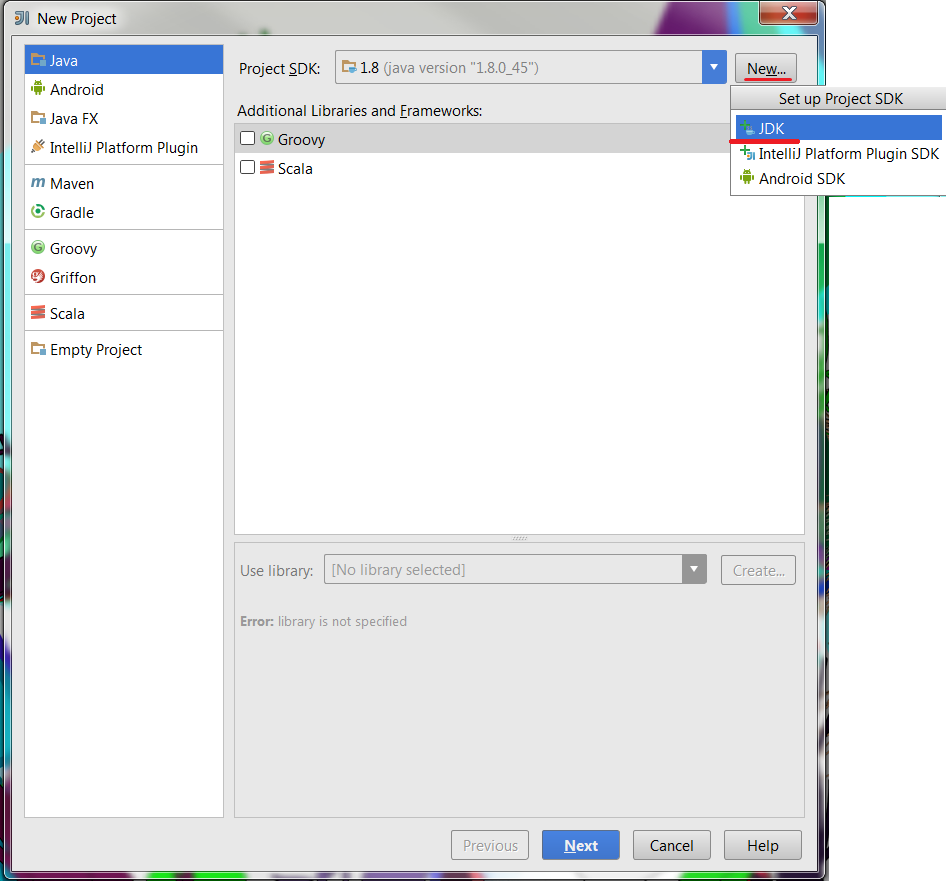 New Project
Java
Android
Java FX
IntelliJ Platform Plugin
Maven
Gradle
Groovy
Griffon
Scala
Empty Project
Project SDK: 1.8 (java version "1.8.0_45") New...
Set up Project SDK
JDK
IntelliJ Platform Plugin SDK
Android SDK
Additional Libraries and Frameworks:
Groovy
Scala
Use library: [No library selected] Create...
Error: library is not specified
Previous Next Cancel Help